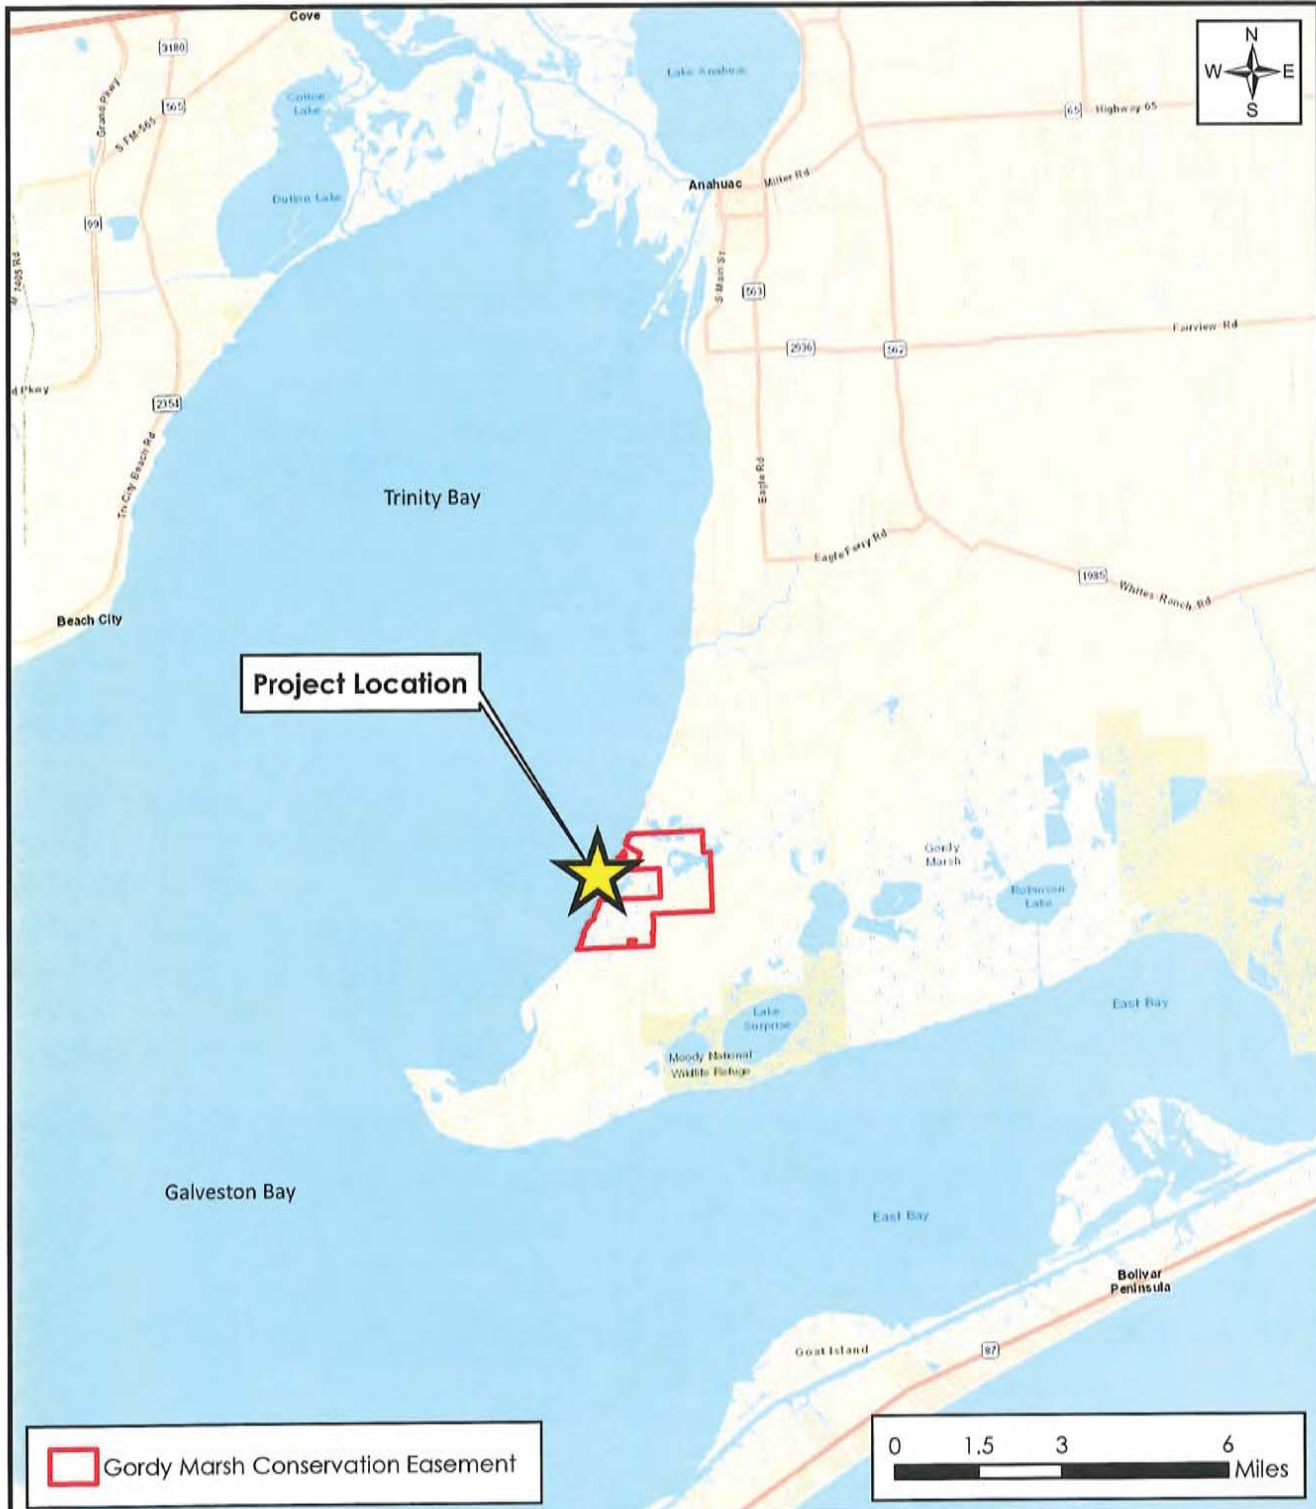 Cove
N
W E
S
3180
Lake Anahuac
Cotton
Lake
Grand Pkwy
565
65
Highway 65
S FM-565
Anahuac
Miller Rd
Dutton Lake
99
S Main St
563
Fairview Rd
2936
562
d Pkwy
2354
Tri City Beach Rd
Eagle Rd
Trinity Bay
Eagle Ferry Rd
1985
Whites Ranch Rd
Beach City
Project Location
Gordy
Marsh
Robinson
Lake
East Bay
Lake
Surprise
Moody National
Wildlife Refuge
Galveston Bay
East Bay
Bolivar
Peninsula
Goat Island
87
Gordy Marsh Conservation Easement
0 1.5 3 6
Miles